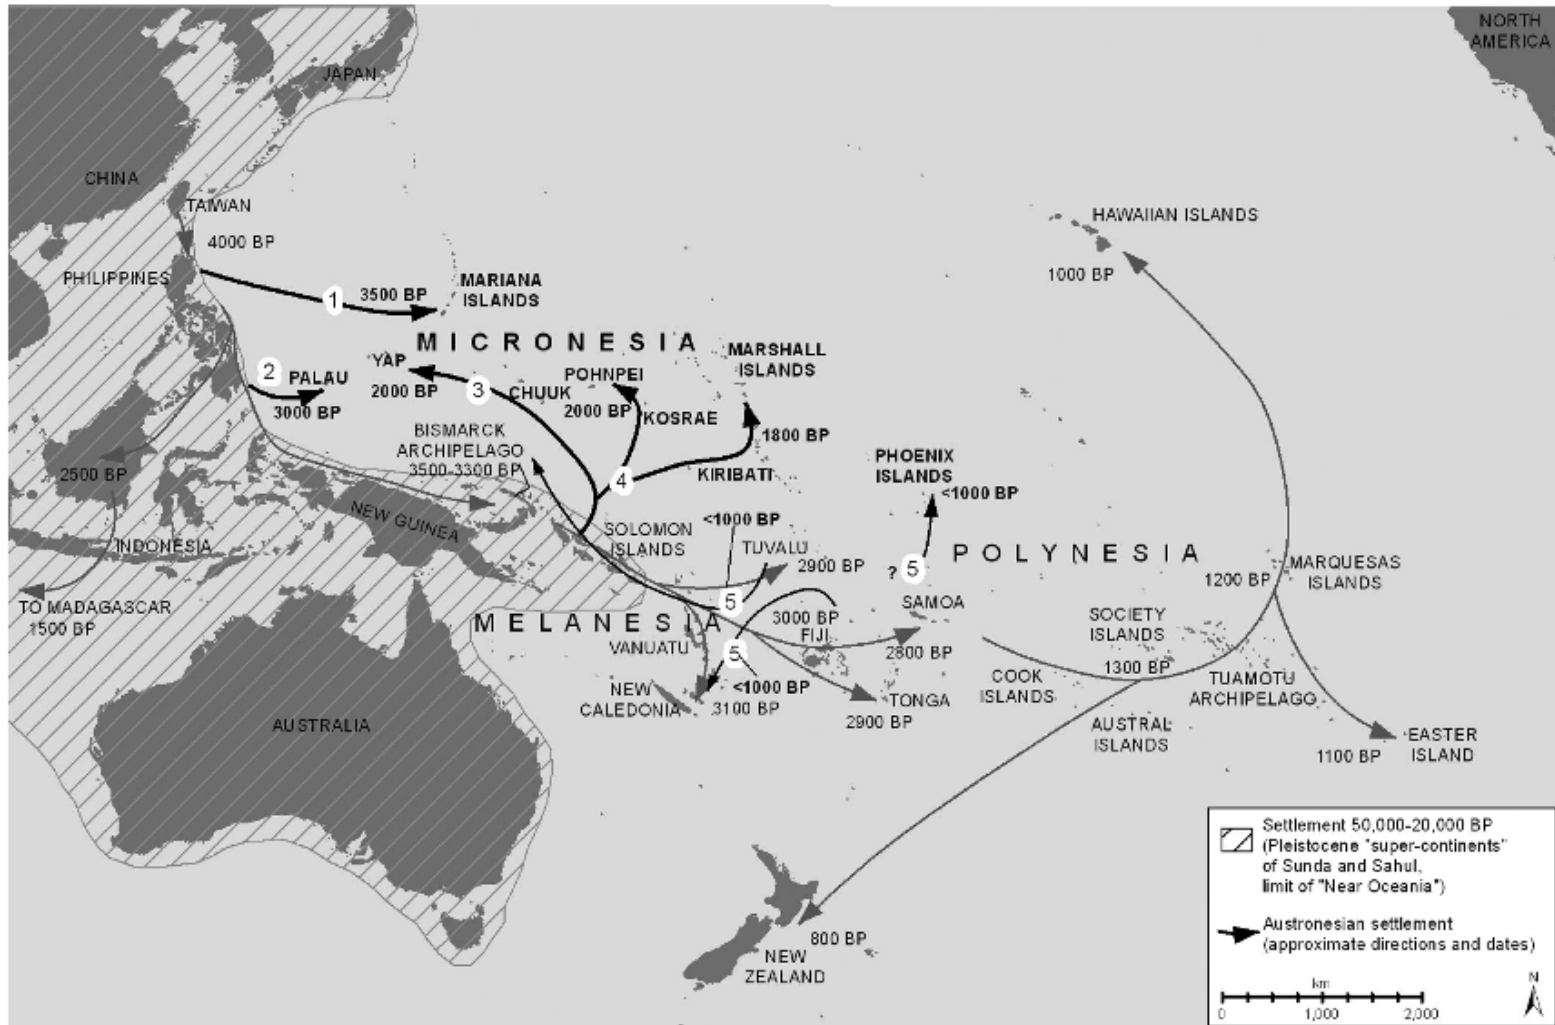 NORTH
AMERICA
JAPAN
CHINA
TAIWAN
4000 BP
HAWAIIAN ISLANDS
1000 BP
PHILIPPINES
1
3500 BP
MARIANA
ISLANDS
MICRONESIA
MARSHALL
ISLANDS
YAP
2000 BP
2
PALAU
3000 BP
3
CHUUK
POHNPEI
2000 BP
KOSRAE
1800 BP
BISMARCK
ARCHIPELAGO
3500-3300 BP
2500 BP
4
KIRIBATI
PHOENIX
ISLANDS
<1000 BP
NEW GUINEA
INDONESIA
SOLOMON
ISLANDS
<1000 BP
TUVALU
2900 BP
? 5
POLYNESIA
MARQUESAS
ISLANDS
1200 BP
TO MADAGASCAR
1500 BP
MELANESIA
5
3000 BP
FIJI
SAMOA
2800 BP
SOCIETY
ISLANDS
1300 BP
VANUATU
5
<1000 BP
NEW
CALEDONIA
3100 BP
TONGA
2900 BP
COOK
ISLANDS
TUAMOTU
ARCHIPELAGO
AUSTRAL
ISLANDS
AUSTRALIA
EASTER
ISLAND
1100 BP
800 BP
NEW
ZEALAND
Settlement 50,000-20,000 BP
(Pleistocene "super-continents"
of Sunda and Sahul,
limit of "Near Oceania")
Austronesian settlement
(approximate directions and dates)
km
0 1,000 2,000
N